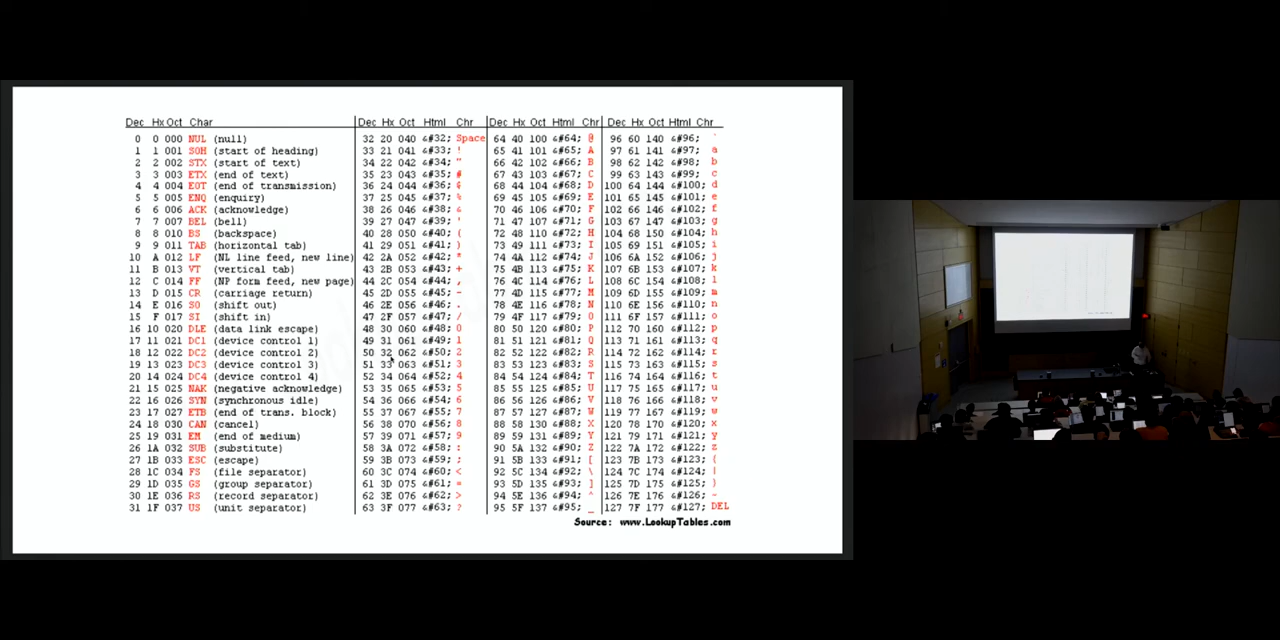 Dec Hx Oct Char Dec Hx Oct Html Chr Dec Hx Oct Html Chr Dec Hx Oct Html Chr
0 0 000 NUL (null) 32 20 040 &#32; Space 64 40 100 &#64; @ 96 60 140 &#96; `
1 1 001 SOH (start of heading) 33 21 041 &#33; ! 65 41 101 &#65; A 97 61 141 &#97; a
2 2 002 STX (start of text) 34 22 042 &#34; " 66 42 102 &#66; B 98 62 142 &#98; b
3 3 003 ETX (end of text) 35 23 043 &#35; # 67 43 103 &#67; C 99 63 143 &#99; c
4 4 004 EOT (end of transmission) 36 24 044 &#36; $ 68 44 104 &#68; D 100 64 144 &#100; d
5 5 005 ENQ (enquiry) 37 25 045 &#37; % 69 45 105 &#69; E 101 65 145 &#101; e
6 6 006 ACK (acknowledge) 38 26 046 &#38; & 70 46 106 &#70; F 102 66 146 &#102; f
7 7 007 BEL (bell) 39 27 047 &#39; ' 71 47 107 &#71; G 103 67 147 &#103; g
8 8 010 BS (backspace) 40 28 050 &#40; ( 72 48 110 &#72; H 104 68 150 &#104; h
9 9 011 TAB (horizontal tab) 41 29 051 &#41; ) 73 49 111 &#73; I 105 69 151 &#105; i
10 A 012 LF (NL line feed, new line) 42 2A 052 &#42; * 74 4A 112 &#74; J 106 6A 152 &#106; j
11 B 013 VT (vertical tab) 43 2B 053 &#43; + 75 4B 113 &#75; K 107 6B 153 &#107; k
12 C 014 FF (NP form feed, new page) 44 2C 054 &#44; , 76 4C 114 &#76; L 108 6C 154 &#108; l
13 D 015 CR (carriage return) 45 2D 055 &#45; - 77 4D 115 &#77; M 109 6D 155 &#109; m
14 E 016 SO (shift out) 46 2E 056 &#46; . 78 4E 116 &#78; N 110 6E 156 &#110; n
15 F 017 SI (shift in) 47 2F 057 &#47; / 79 4F 117 &#79; O 111 6F 157 &#111; o
16 10 020 DLE (data link escape) 48 30 060 &#48; 0 80 50 120 &#80; P 112 70 160 &#112; p
17 11 021 DC1 (device control 1) 49 31 061 &#49; 1 81 51 121 &#81; Q 113 71 161 &#113; q
18 12 022 DC2 (device control 2) 50 32 062 &#50; 2 82 52 122 &#82; R 114 72 162 &#114; r
19 13 023 DC3 (device control 3) 51 33 063 &#51; 3 83 53 123 &#83; S 115 73 163 &#115; s
20 14 024 DC4 (device control 4) 52 34 064 &#52; 4 84 54 124 &#84; T 116 74 164 &#116; t
21 15 025 NAK (negative acknowledge) 53 35 065 &#53; 5 85 55 125 &#85; U 117 75 165 &#117; u
22 16 026 SYN (synchronous idle) 54 36 066 &#54; 6 86 56 126 &#86; V 118 76 166 &#118; v
23 17 027 ETB (end of trans. block) 55 37 067 &#55; 7 87 57 127 &#87; W 119 77 167 &#119; w
24 18 030 CAN (cancel) 56 38 070 &#56; 8 88 58 130 &#88; X 120 78 170 &#120; x
25 19 031 EM (end of medium) 57 39 071 &#57; 9 89 59 131 &#89; Y 121 79 171 &#121; y
26 1A 032 SUB (substitute) 58 3A 072 &#58; : 90 5A 132 &#90; Z 122 7A 172 &#122; z
27 1B 033 ESC (escape) 59 3B 073 &#59; ; 91 5B 133 &#91; [ 123 7B 173 &#123; {
28 1C 034 FS (file separator) 60 3C 074 &#60; < 92 5C 134 &#92; \ 124 7C 174 &#124; |
29 1D 035 GS (group separator) 61 3D 075 &#61; = 93 5D 135 &#93; ] 125 7D 175 &#125; }
30 1E 036 RS (record separator) 62 3E 076 &#62; > 94 5E 136 &#94; ^ 126 7E 176 &#126; ~
31 1F 037 US (unit separator) 63 3F 077 &#63; ? 95 5F 137 &#95; _ 127 7F 177 &#127; DEL
Source: www.LookupTables.com